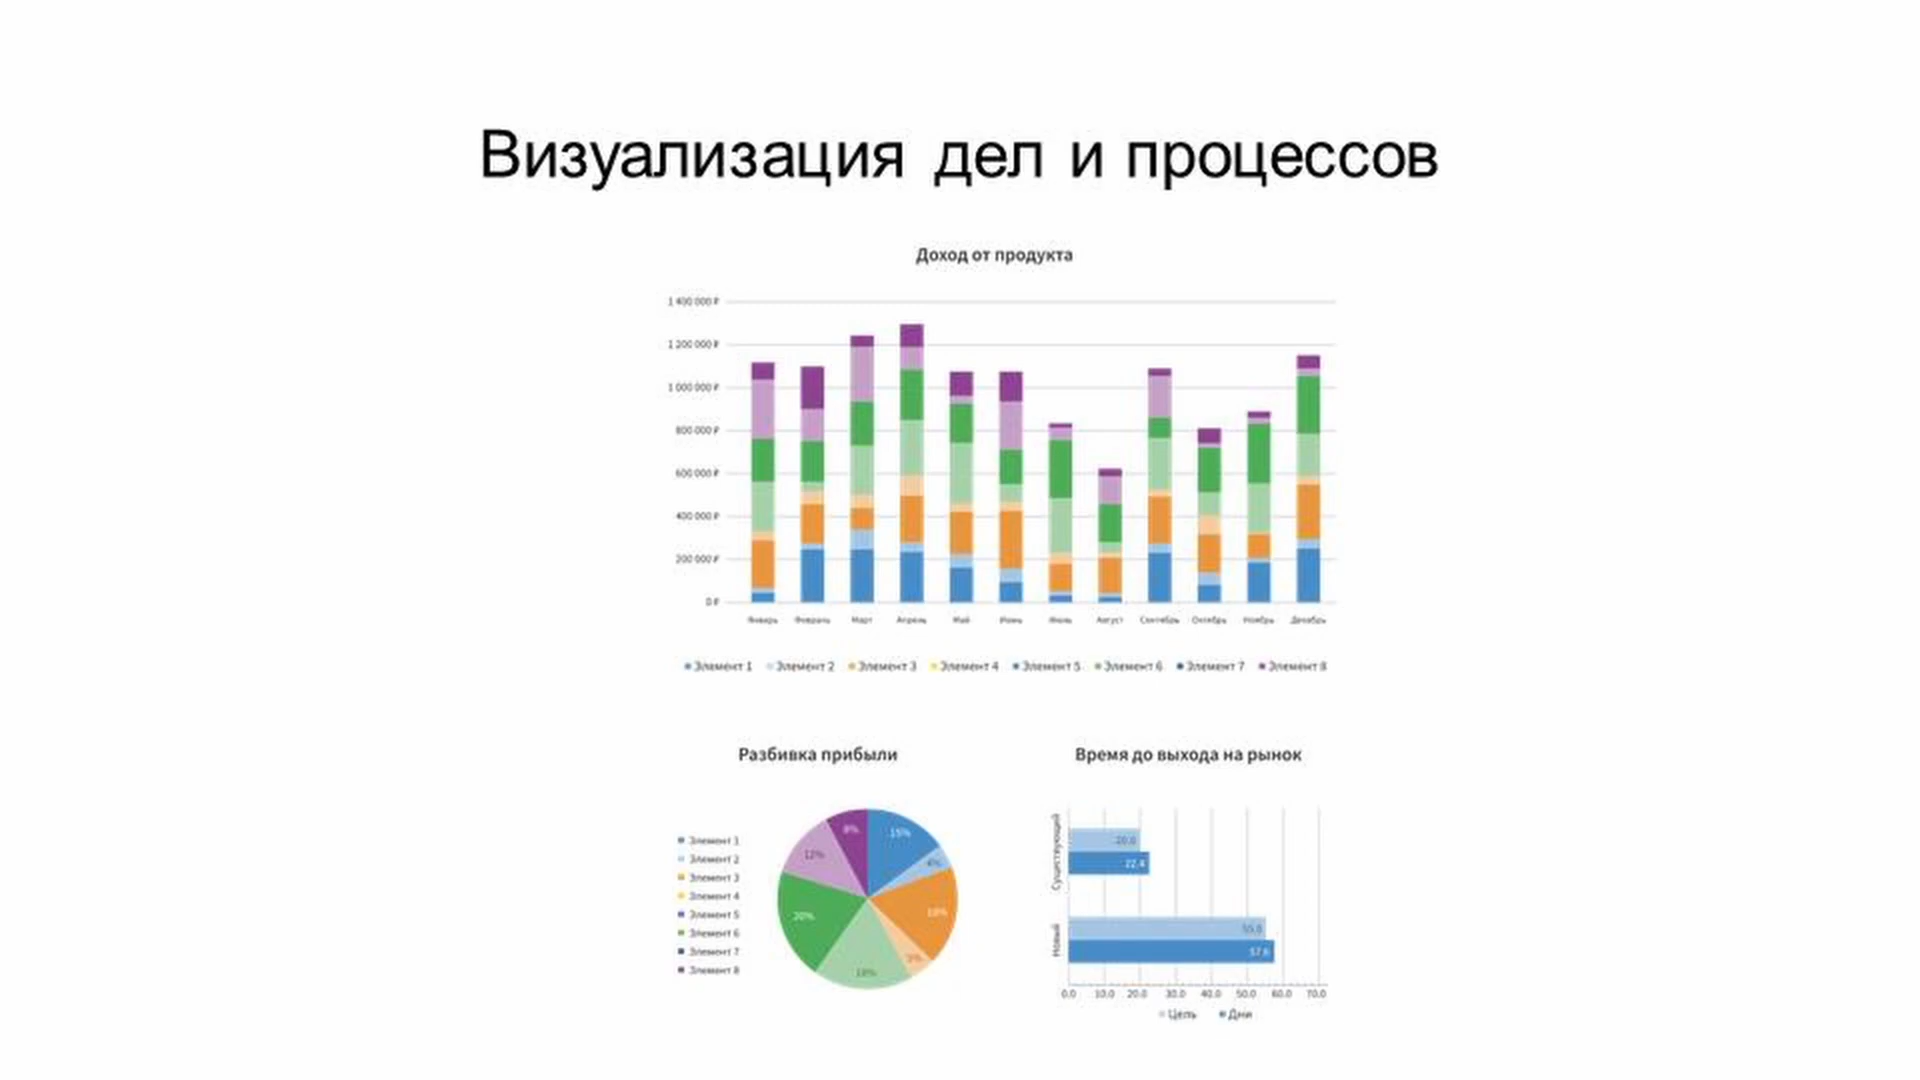 Визуализация дел и процессов
Доход от продукта
1 400 000 ₽
1 200 000 ₽
1 000 000 ₽
800 000 ₽
600 000 ₽
400 000 ₽
200 000 ₽
0 ₽
Январь Февраль Март Апрель Май Июнь Июль Август Сентябрь Октябрь Ноябрь Декабрь
Элемент 1 Элемент 2 Элемент 3 Элемент 4 Элемент 5 Элемент 6 Элемент 7 Элемент 8
Разбивка прибыли
Элемент 1
Элемент 2
Элемент 3
Элемент 4
Элемент 5
Элемент 6
Элемент 7
Элемент 8
8%
15%
12%
4%
20%
18%
5%
18%
Время до выхода на рынок
Существующий
20.0
22.4
Новый
55.0
57.6
0.0 10.0 20.0 30.0 40.0 50.0 60.0 70.0
Цель Дни